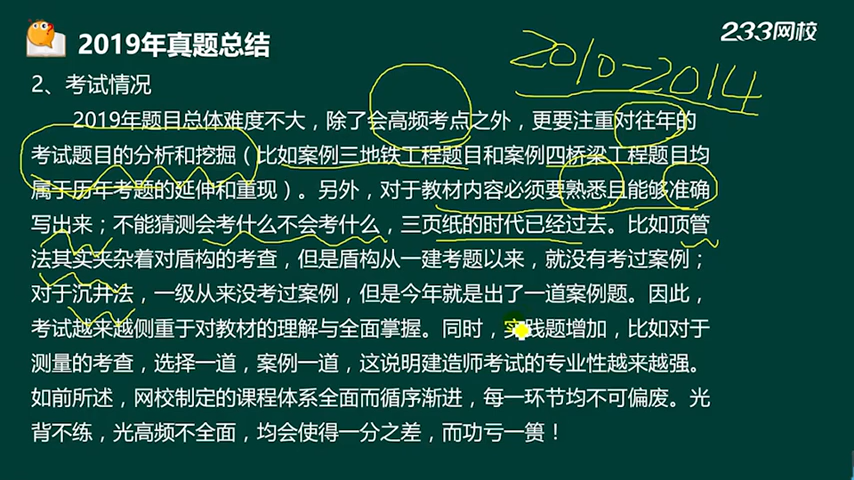 2019年真题总结
233网校
2010-2014
2、考试情况
2019年题目总体难度不大，除了会高频考点之外，更要注重对往年的
考试题目的分析和挖掘（比如案例三地铁工程题目和案例四桥梁工程题目均
属于历年考题的延伸和重现）。另外，对于教材内容必须要熟悉且能够准确
写出来；不能猜测会考什么不会考什么，三页纸的时代已经过去。比如顶管
法其实夹杂着对盾构的考查，但是盾构从一建考题以来，就没有考过案例；
对于沉井法，一级从来没考过案例，但是今年就是出了一道案例题。因此，
考试越来越侧重于对教材的理解与全面掌握。同时，实践题增加，比如对于
测量的考查，选择一道，案例一道，这说明建造师考试的专业性越来越强。
如前所述，网校制定的课程体系全面而循序渐进，每一环节均不可偏废。光
背不练，光高频不全面，均会使得一分之差，而功亏一篑！